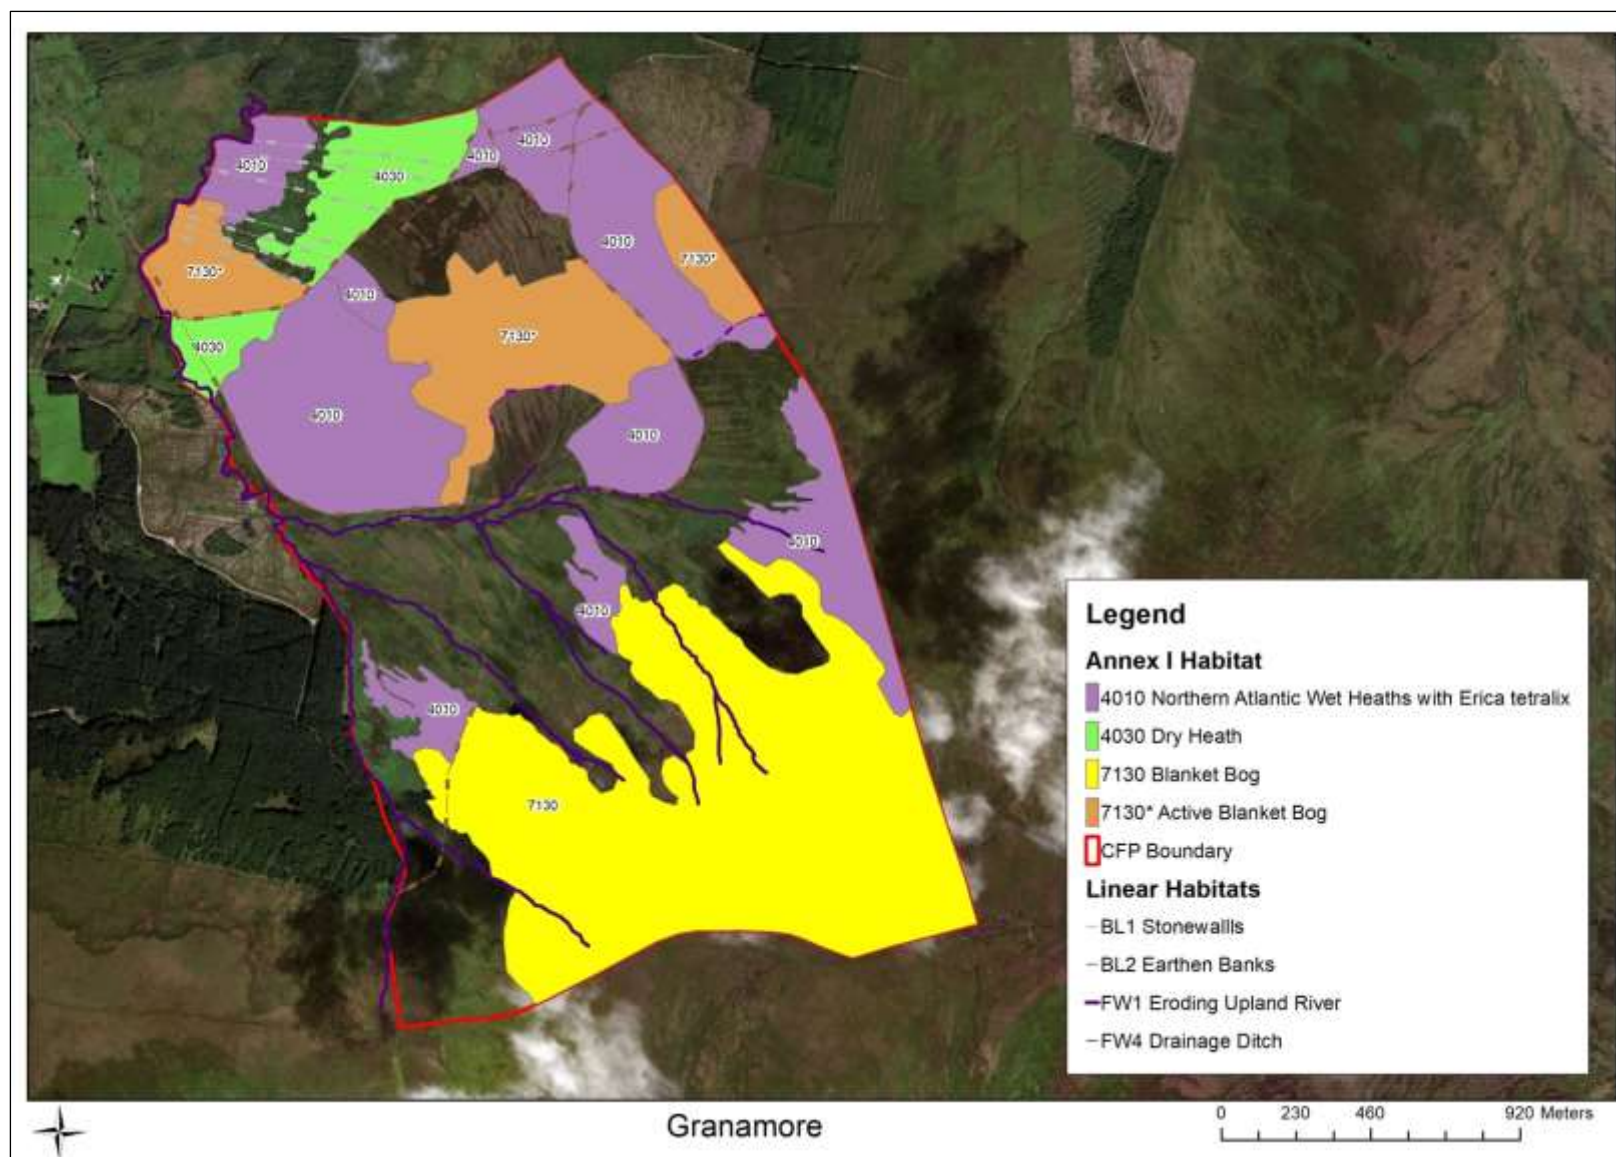 4010
4030
4010
4010
4010
7130*
7130*
4010
7130*
4030
4010
4010
4010
4010
4010
7130
Legend
Annex I Habitat
4010 Northern Atlantic Wet Heaths with Erica tetralix
4030 Dry Heath
7130 Blanket Bog
7130* Active Blanket Bog
CFP Boundary
Linear Habitats
BL1 Stonewallls
BL2 Earthen Banks
FW1 Eroding Upland River
FW4 Drainage Ditch
Granamore
0 230 460 920 Meters